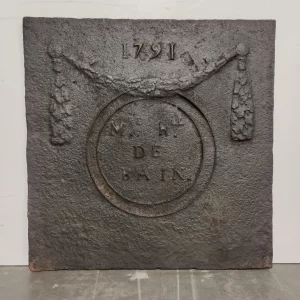 1791
M. H^T
DE
BAIN.